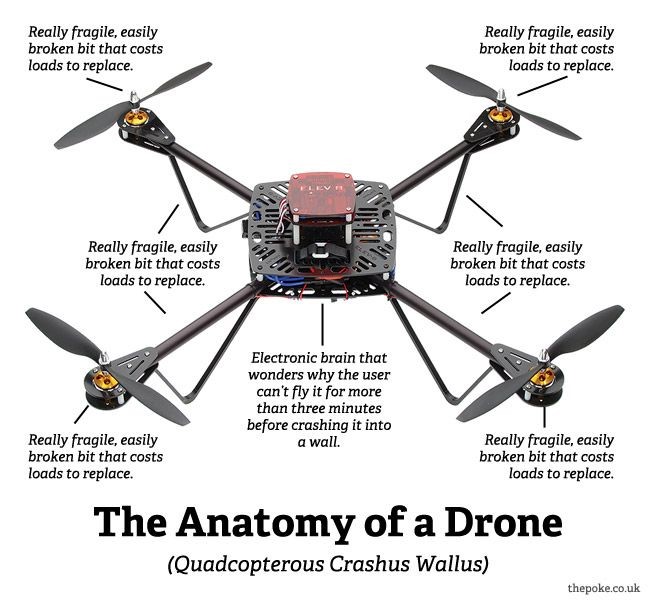 Really fragile, easily
broken bit that costs
loads to replace.
Really fragile, easily
broken bit that costs
loads to replace.
ELEV-8
Really fragile, easily
broken bit that costs
loads to replace.
Really fragile, easily
broken bit that costs
loads to replace.
Electronic brain that
wonders why the user
can't fly it for more
than three minutes
before crashing it into
a wall.
Really fragile, easily
broken bit that costs
loads to replace.
Really fragile, easily
broken bit that costs
loads to replace.
The Anatomy of a Drone
(Quadcopterous Crashus Wallus)
thepoke.co.uk